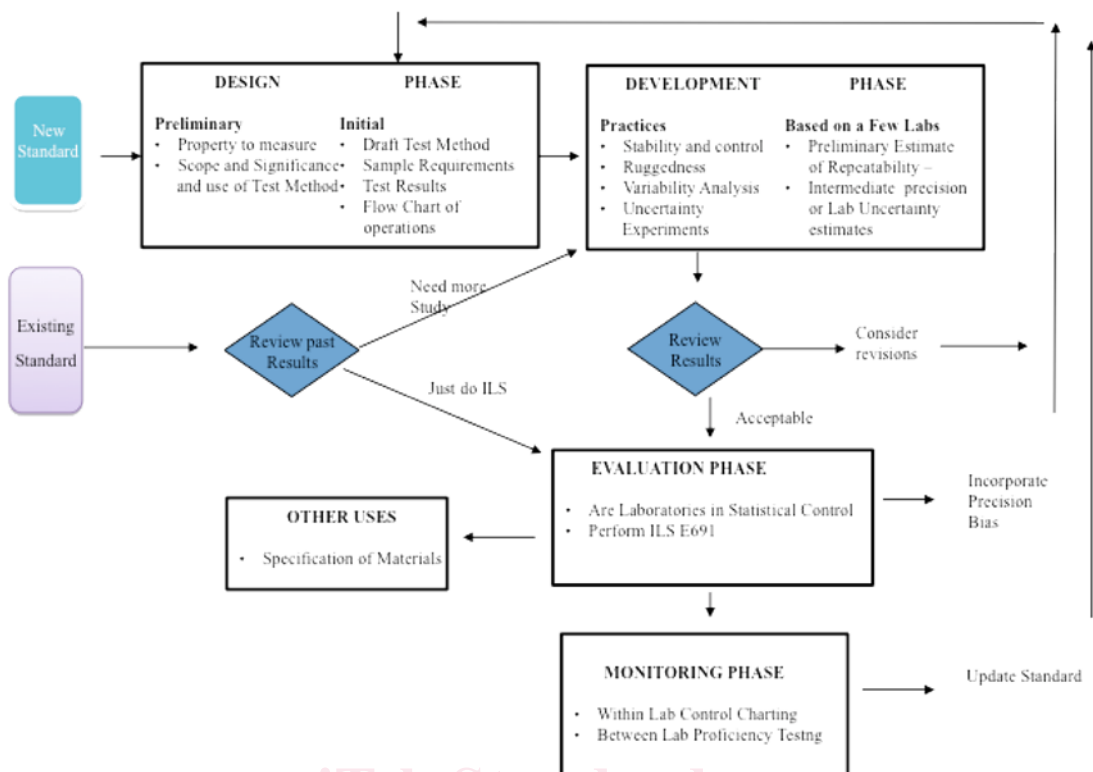 DESIGN PHASE
New
Standard
Preliminary
• Property to measure
• Scope and Significance
and use of Test Method
Initial
• Draft Test Method
• Sample Requirements
• Test Results
• Flow Chart of
operations
DEVELOPMENT PHASE
Practices
• Stability and control
• Ruggedness
• Variability Analysis
• Uncertainty
Experiments
Based on a Few Labs
• Preliminary Estimate
of Repeatability –
• Intermediate precision
or Lab Uncertainty
estimates
Existing
Standard
Review past
Results
Need more
Study
Just do ILS
Review
Results
Consider
revisions
Acceptable
EVALUATION PHASE
• Are Laboratories in Statistical Control
• Perform ILS E691
Incorporate
Precision
Bias
OTHER USES
• Specification of Materials
MONITORING PHASE
• Within Lab Control Charting
• Between Lab Proficiency Testng
Update Standard